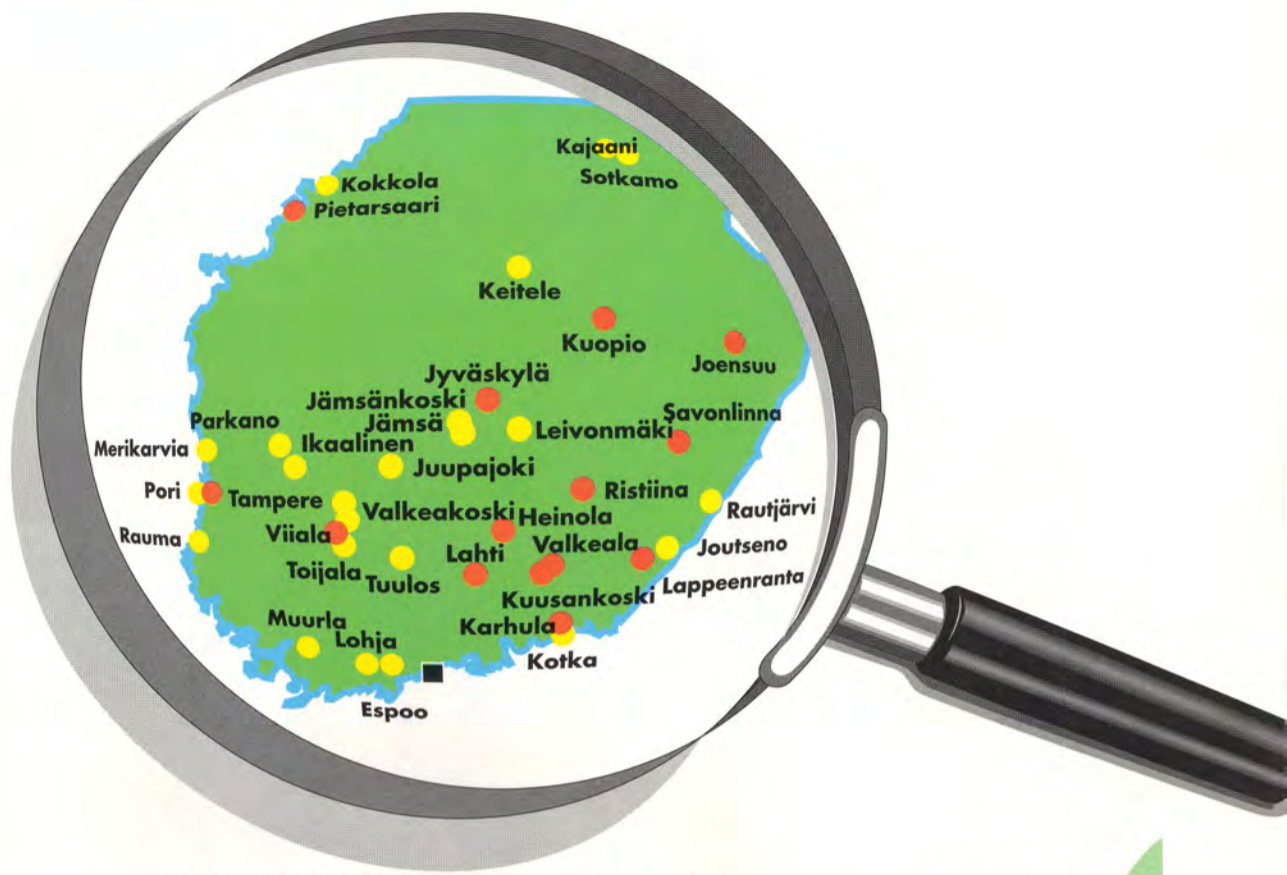 Kajaani
Sotkamo
Kokkola
Pietarsaari
Keitele
Kuopio
Joensuu
Jyväskylä
Jämsänkoski
Savonlinna
Parkano
Jämsä
Leivonmäki
Merikarvia
Ikaalinen
Juupajoki
Pori
Tampere
Ristiina
Rautjärvi
Valkeakoski
Heinola
Rauma
Viiala
Lahti
Valkeala
Joutseno
Toijala
Tuulos
Lappeenranta
Kuusankoski
Muurla
Lohja
Karhula
Kotka
Espoo